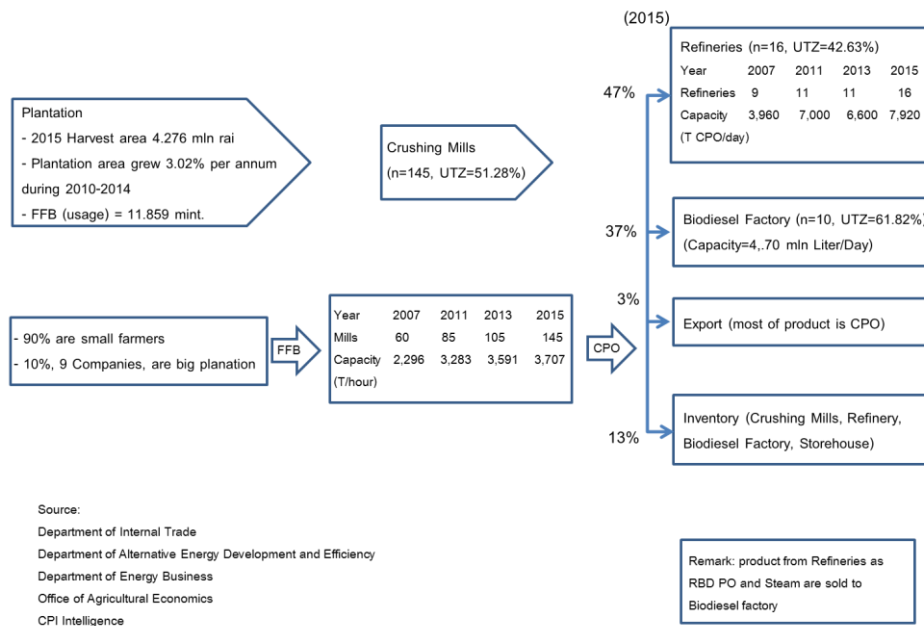 (2015)
Refineries (n=16, UTZ=42.63%)
Year 2007 2011 2013 2015
Refineries 9 11 11 16
Capacity 3,960 7,000 6,600 7,920
(T CPO/day)
47%
Plantation
- 2015 Harvest area 4.276 mln rai
- Plantation area grew 3.02% per annum
during 2010-2014
- FFB (usage) = 11.859 mint.
Crushing Mills
(n=145, UTZ=51.28%)
37%
Biodiesel Factory (n=10, UTZ=61.82%)
(Capacity=4,.70 mln Liter/Day)
3%
Export (most of product is CPO)
- 90% are small farmers
- 10%, 9 Companies, are big planation
FFB
Year 2007 2011 2013 2015
Mills 60 85 105 145
Capacity 2,296 3,283 3,591 3,707
(T/hour)
CPO
13%
Inventory (Crushing Mills, Refinery,
Biodiesel Factory, Storehouse)
Source:
Department of Internal Trade
Department of Alternative Energy Development and Efficiency
Department of Energy Business
Office of Agricultural Economics
CPI Intelligence
Remark: product from Refineries as
RBD PO and Steam are sold to
Biodiesel factory